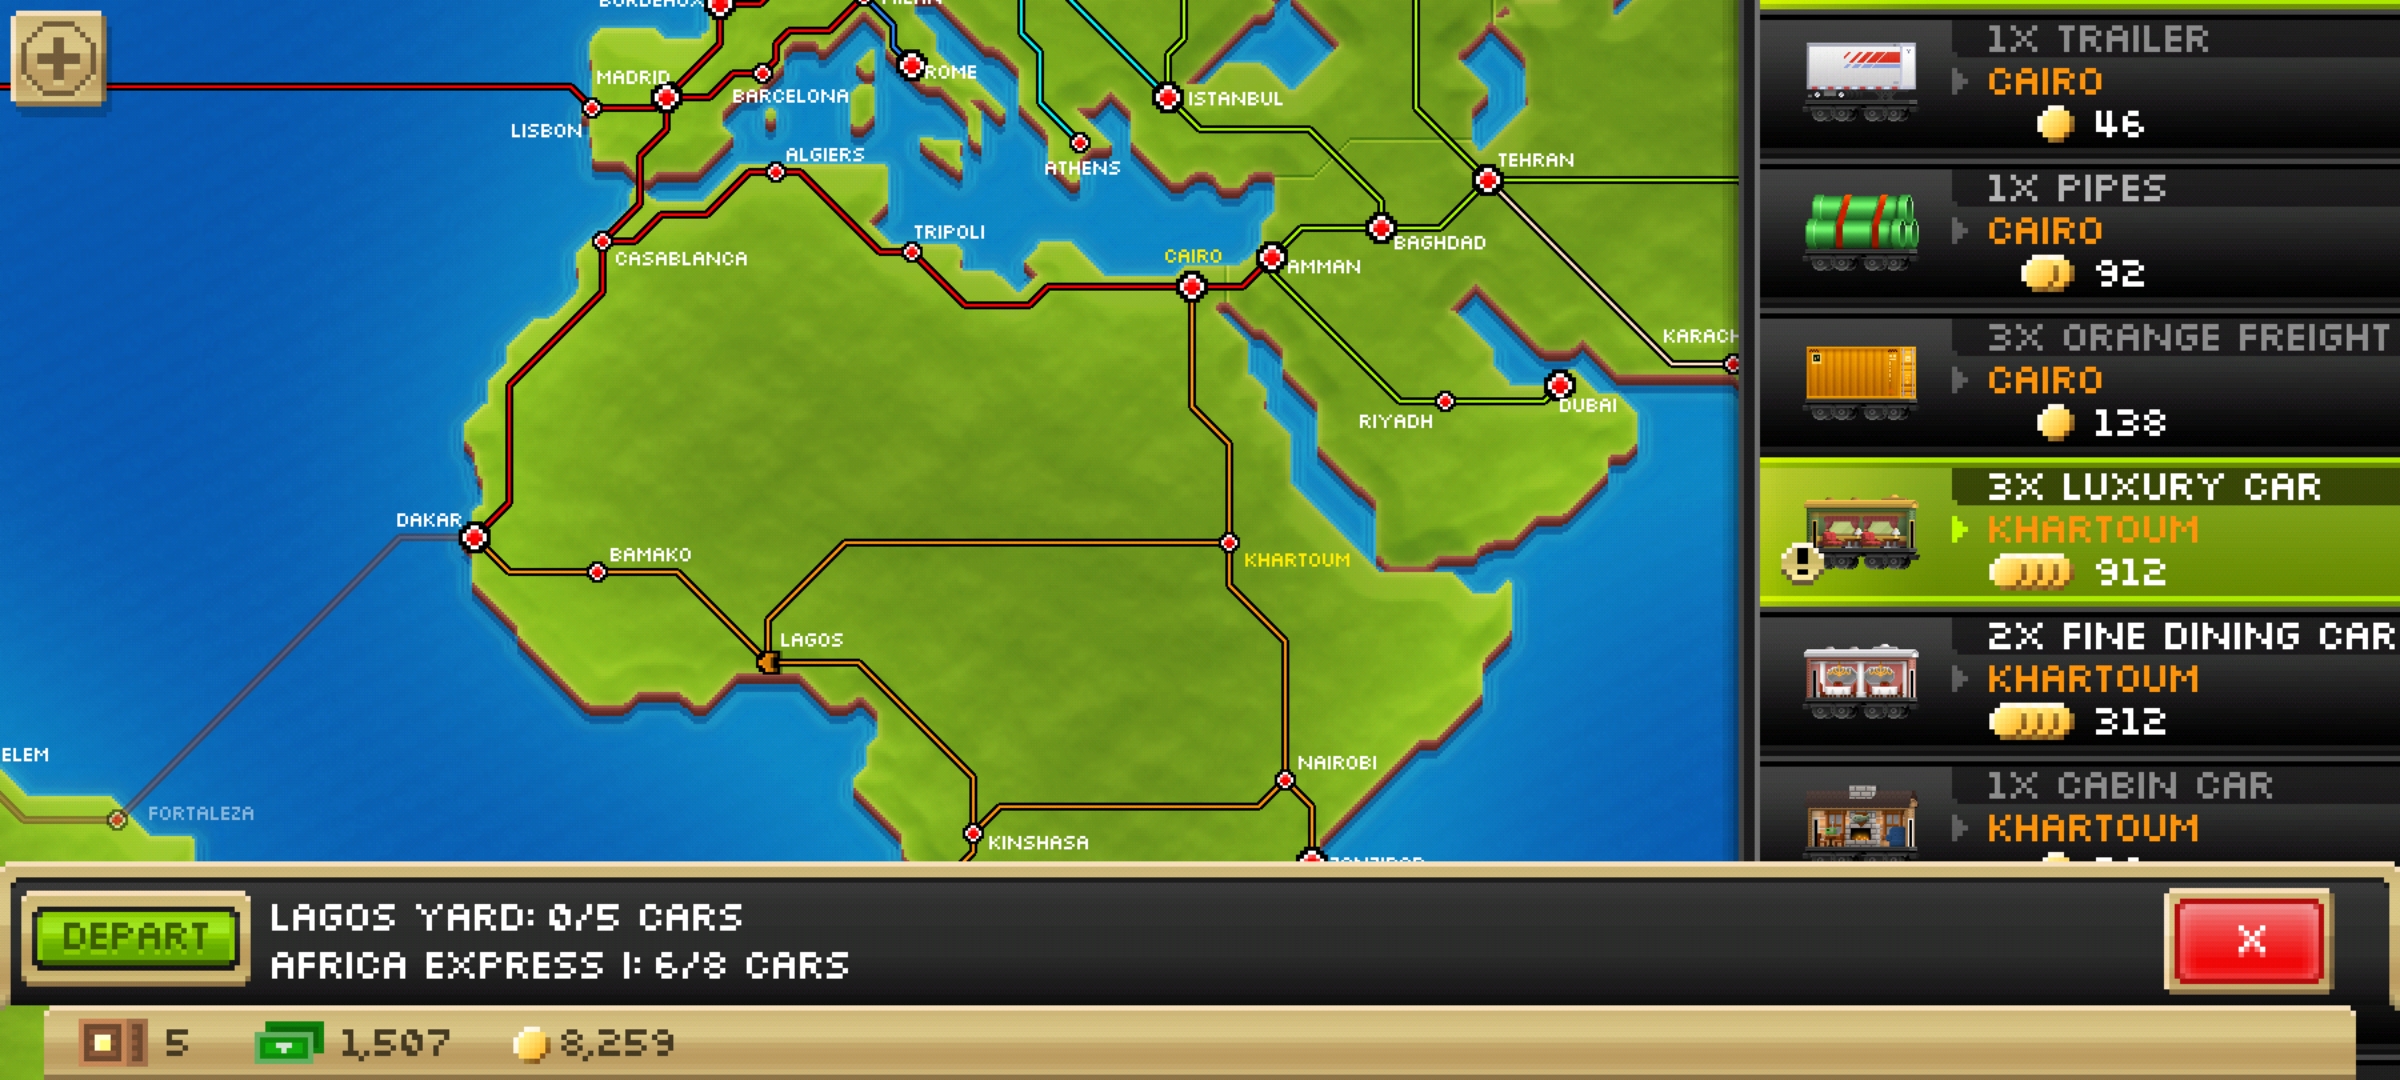 BORDEAUX
MILAN
MADRID
ROME
BARCELONA
LISBON
ISTANBUL
ALGIERS
ATHENS
TEHRAN
TRIPOLI
CASABLANCA
CAIRO
AMMAN
BAGHDAD
KARACH
RIYADH
DUBAI
DAKAR
BAMAKO
KHARTOUM
LAGOS
ELEM
FORTALEZA
NAIROBI
KINSHASA
ZANZIBAR
1X TRAILER
CAIRO
46
1X PIPES
CAIRO
92
3X ORANGE FREIGHT
CAIRO
138
3X LUXURY CAR
KHARTOUM
912
2X FINE DINING CAR
KHARTOUM
312
1X CABIN CAR
KHARTOUM
DEPART
LAGOS YARD: 0/5 CARS
AFRICA EXPRESS I: 6/8 CARS
X
5
1,507
8,259